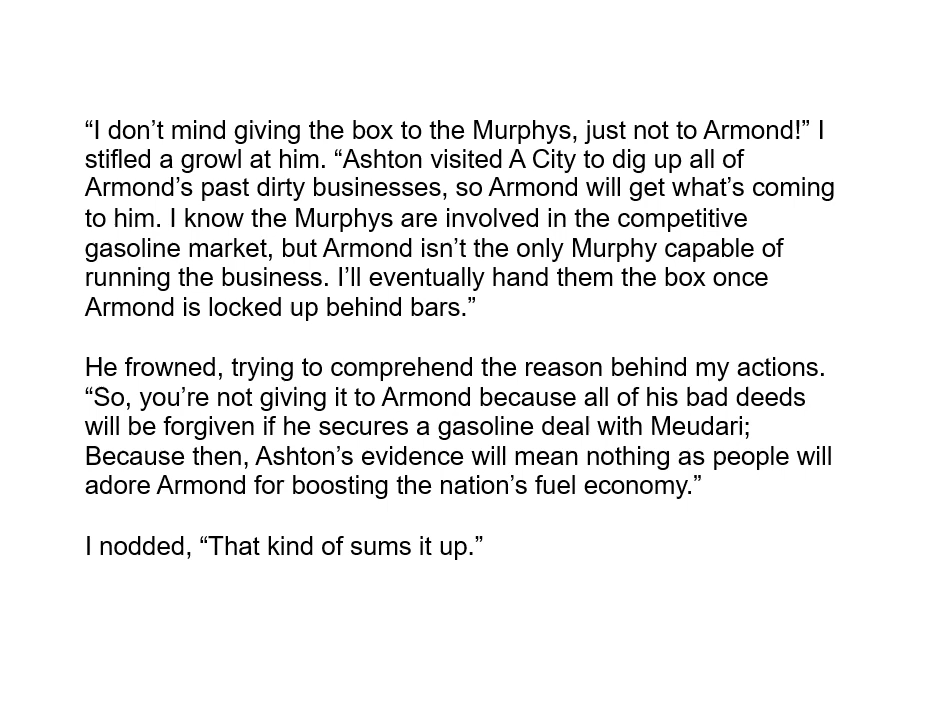 “I don’t mind giving the box to the Murphys, just not to Armond!” I
stifled a growl at him. “Ashton visited A City to dig up all of
Armond’s past dirty businesses, so Armond will get what’s coming
to him. I know the Murphys are involved in the competitive
gasoline market, but Armond isn’t the only Murphy capable of
running the business. I’ll eventually hand them the box once
Armond is locked up behind bars.”
He frowned, trying to comprehend the reason behind my actions.
“So, you’re not giving it to Armond because all of his bad deeds
will be forgiven if he secures a gasoline deal with Meudari;
Because then, Ashton’s evidence will mean nothing as people will
adore Armond for boosting the nation’s fuel economy.”
I nodded, “That kind of sums it up.”